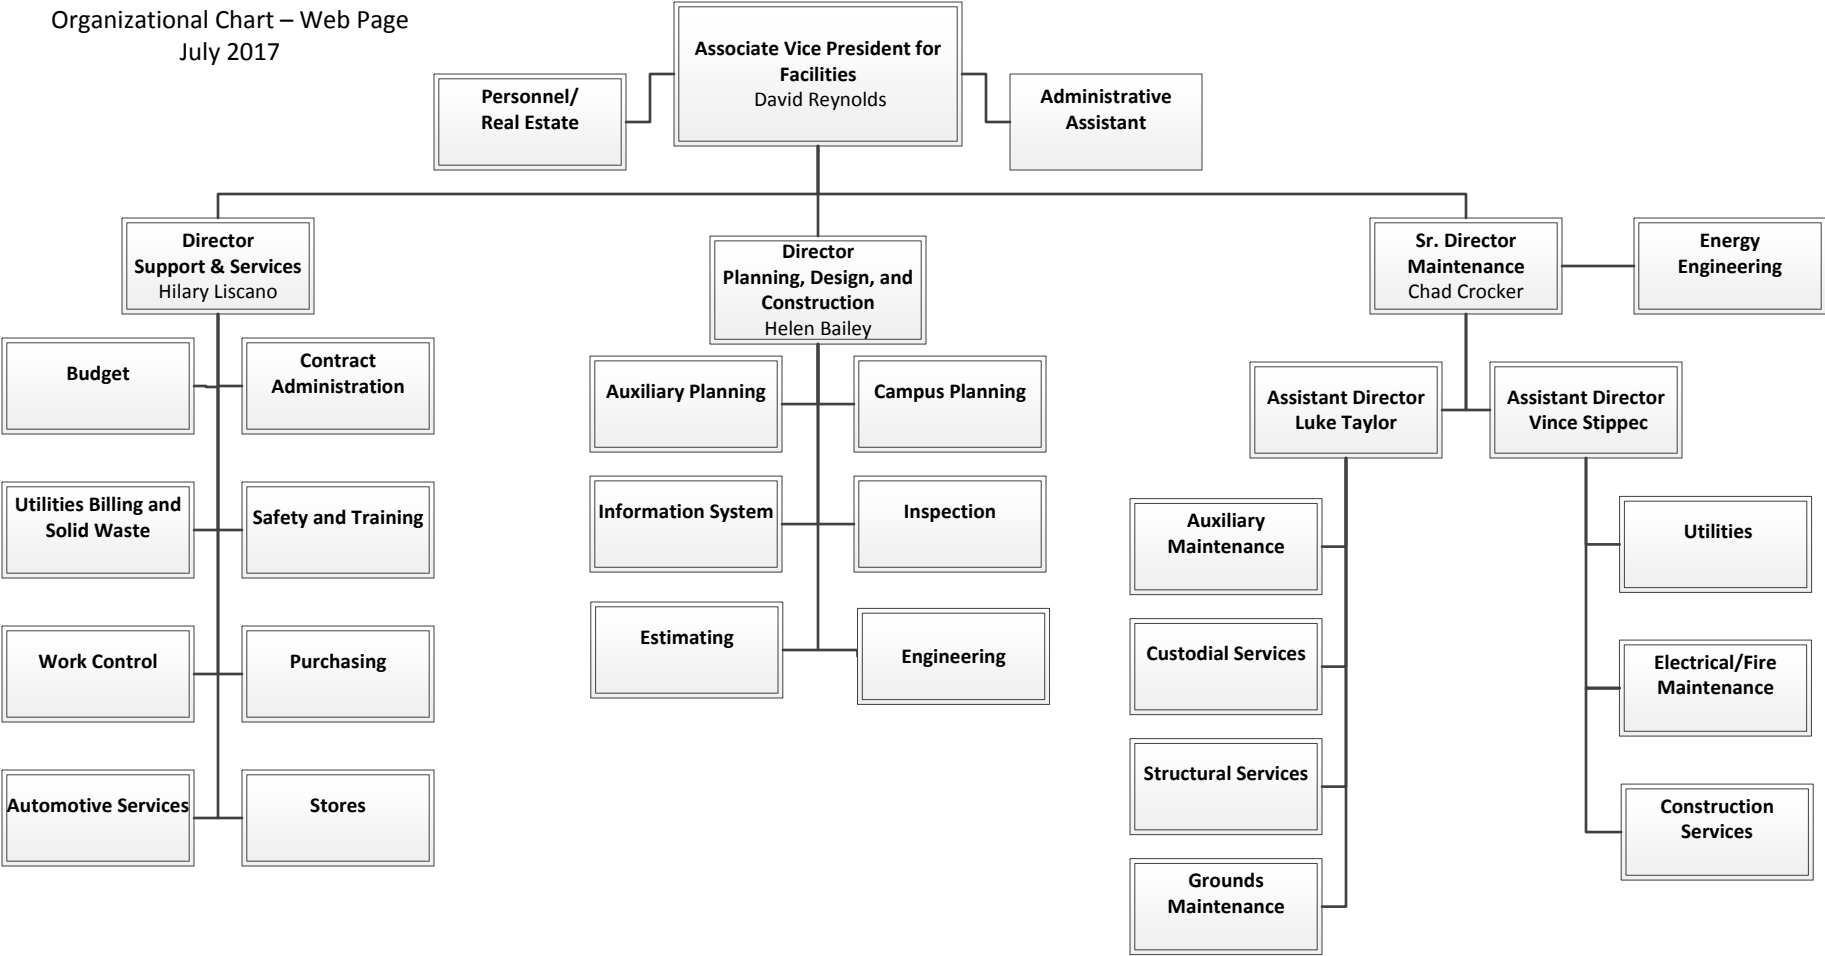 Organizational Chart – Web Page
July 2017
Associate Vice President for
Facilities
David Reynolds
Personnel/
Real Estate
Administrative
Assistant
Director
Support & Services
Hilary Liscano
Director
Planning, Design, and
Construction
Helen Bailey
Sr. Director
Maintenance
Chad Crocker
Energy
Engineering
Budget
Contract
Administration
Utilities Billing and
Solid Waste
Safety and Training
Work Control
Purchasing
Automotive Services
Stores
Auxiliary Planning
Campus Planning
Information System
Inspection
Estimating
Engineering
Assistant Director
Luke Taylor
Assistant Director
Vince Stippec
Auxiliary
Maintenance
Custodial Services
Structural Services
Grounds
Maintenance
Utilities
Electrical/Fire
Maintenance
Construction
Services